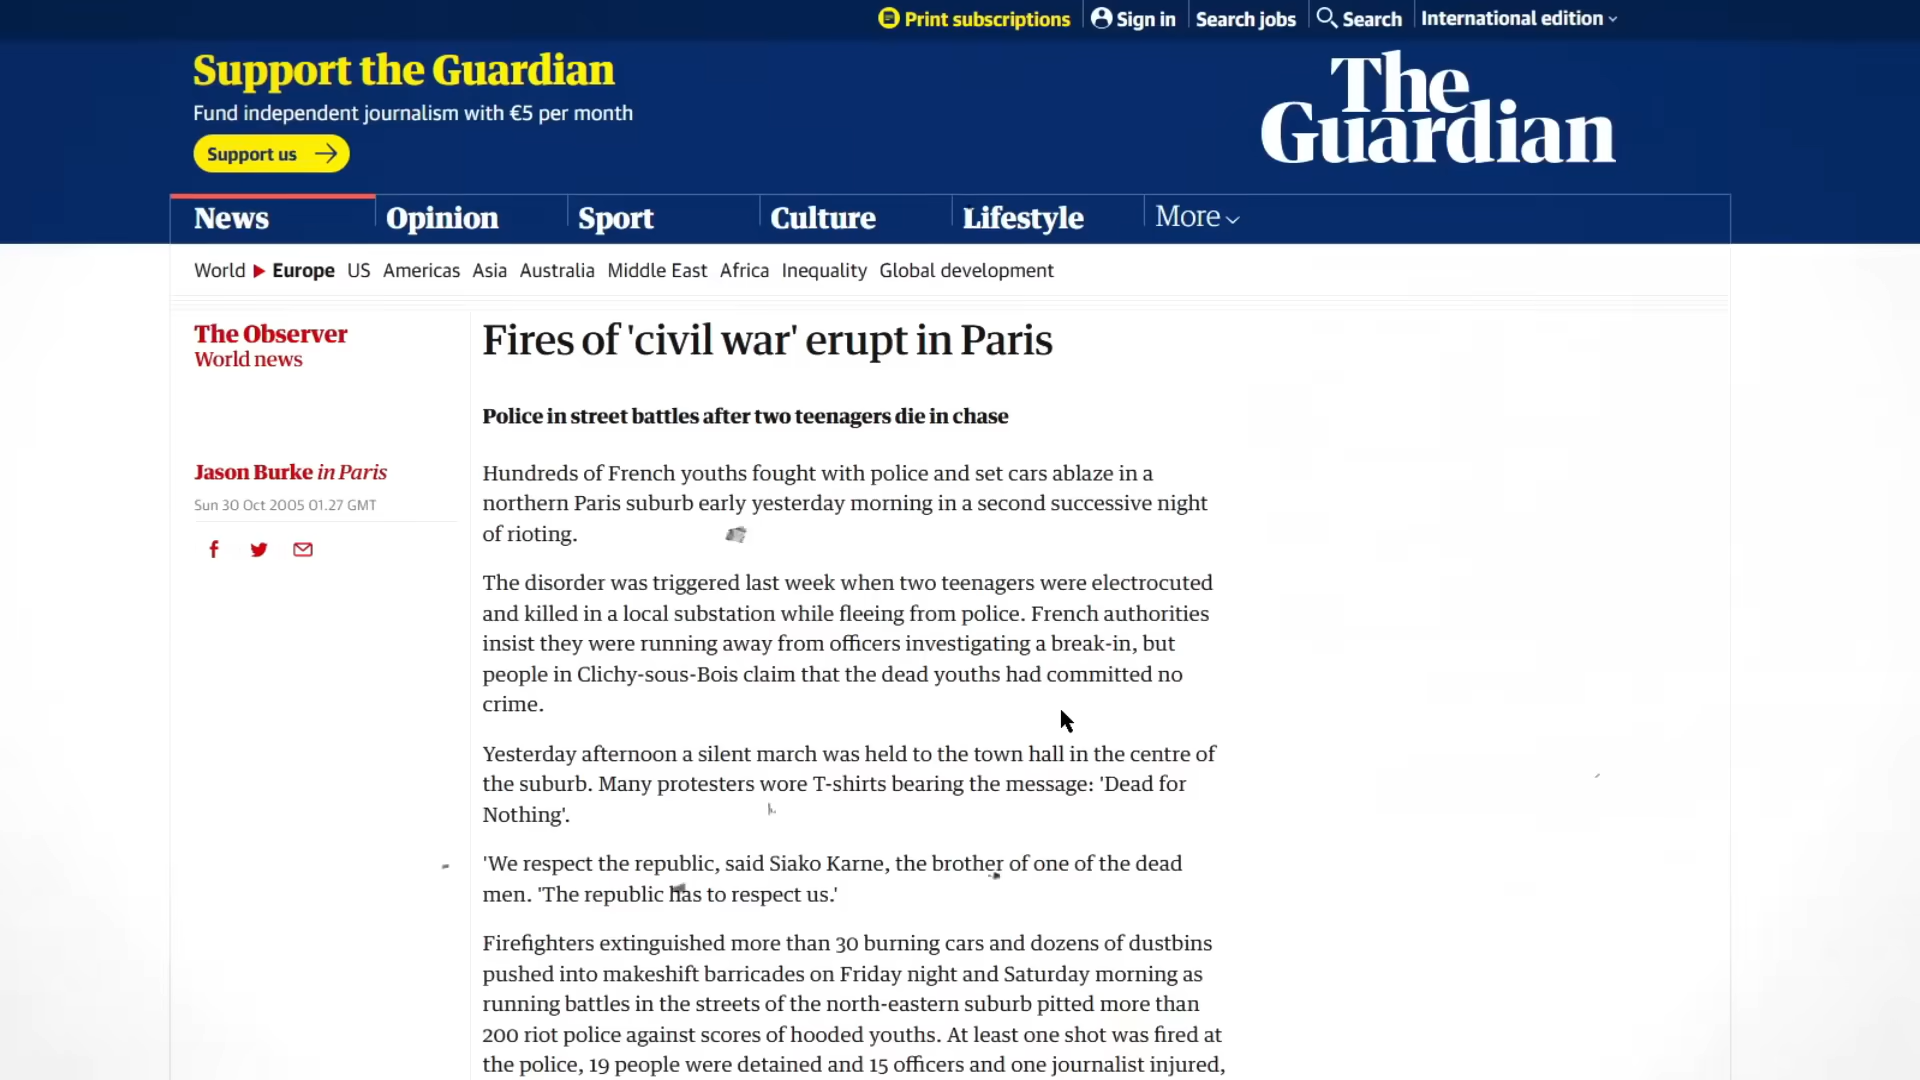 Print subscriptions
Sign in
Search jobs
Search
International edition
Support the Guardian
Fund independent journalism with €5 per month
Support us
The
Guardian
News
Opinion
Sport
Culture
Lifestyle
More
World
Europe
US
Americas
Asia
Australia
Middle East
Africa
Inequality
Global development
The Observer
World news
Fires of 'civil war' erupt in Paris
Police in street battles after two teenagers die in chase
Jason Burke in Paris
Sun 30 Oct 2005 01.27 GMT
Hundreds of French youths fought with police and set cars ablaze in a
northern Paris suburb early yesterday morning in a second successive night
of rioting.
The disorder was triggered last week when two teenagers were electrocuted
and killed in a local substation while fleeing from police. French authorities
insist they were running away from officers investigating a break-in, but
people in Clichy-sous-Bois claim that the dead youths had committed no
crime.
Yesterday afternoon a silent march was held to the town hall in the centre of
the suburb. Many protesters wore T-shirts bearing the message: 'Dead for
Nothing'.
'We respect the republic, said Siako Karne, the brother of one of the dead
men. 'The republic has to respect us.'
Firefighters extinguished more than 30 burning cars and dozens of dustbins
pushed into makeshift barricades on Friday night and Saturday morning as
running battles in the streets of the north-eastern suburb pitted more than
200 riot police against scores of hooded youths. At least one shot was fired at
the police, 19 people were detained and 15 officers and one journalist injured,